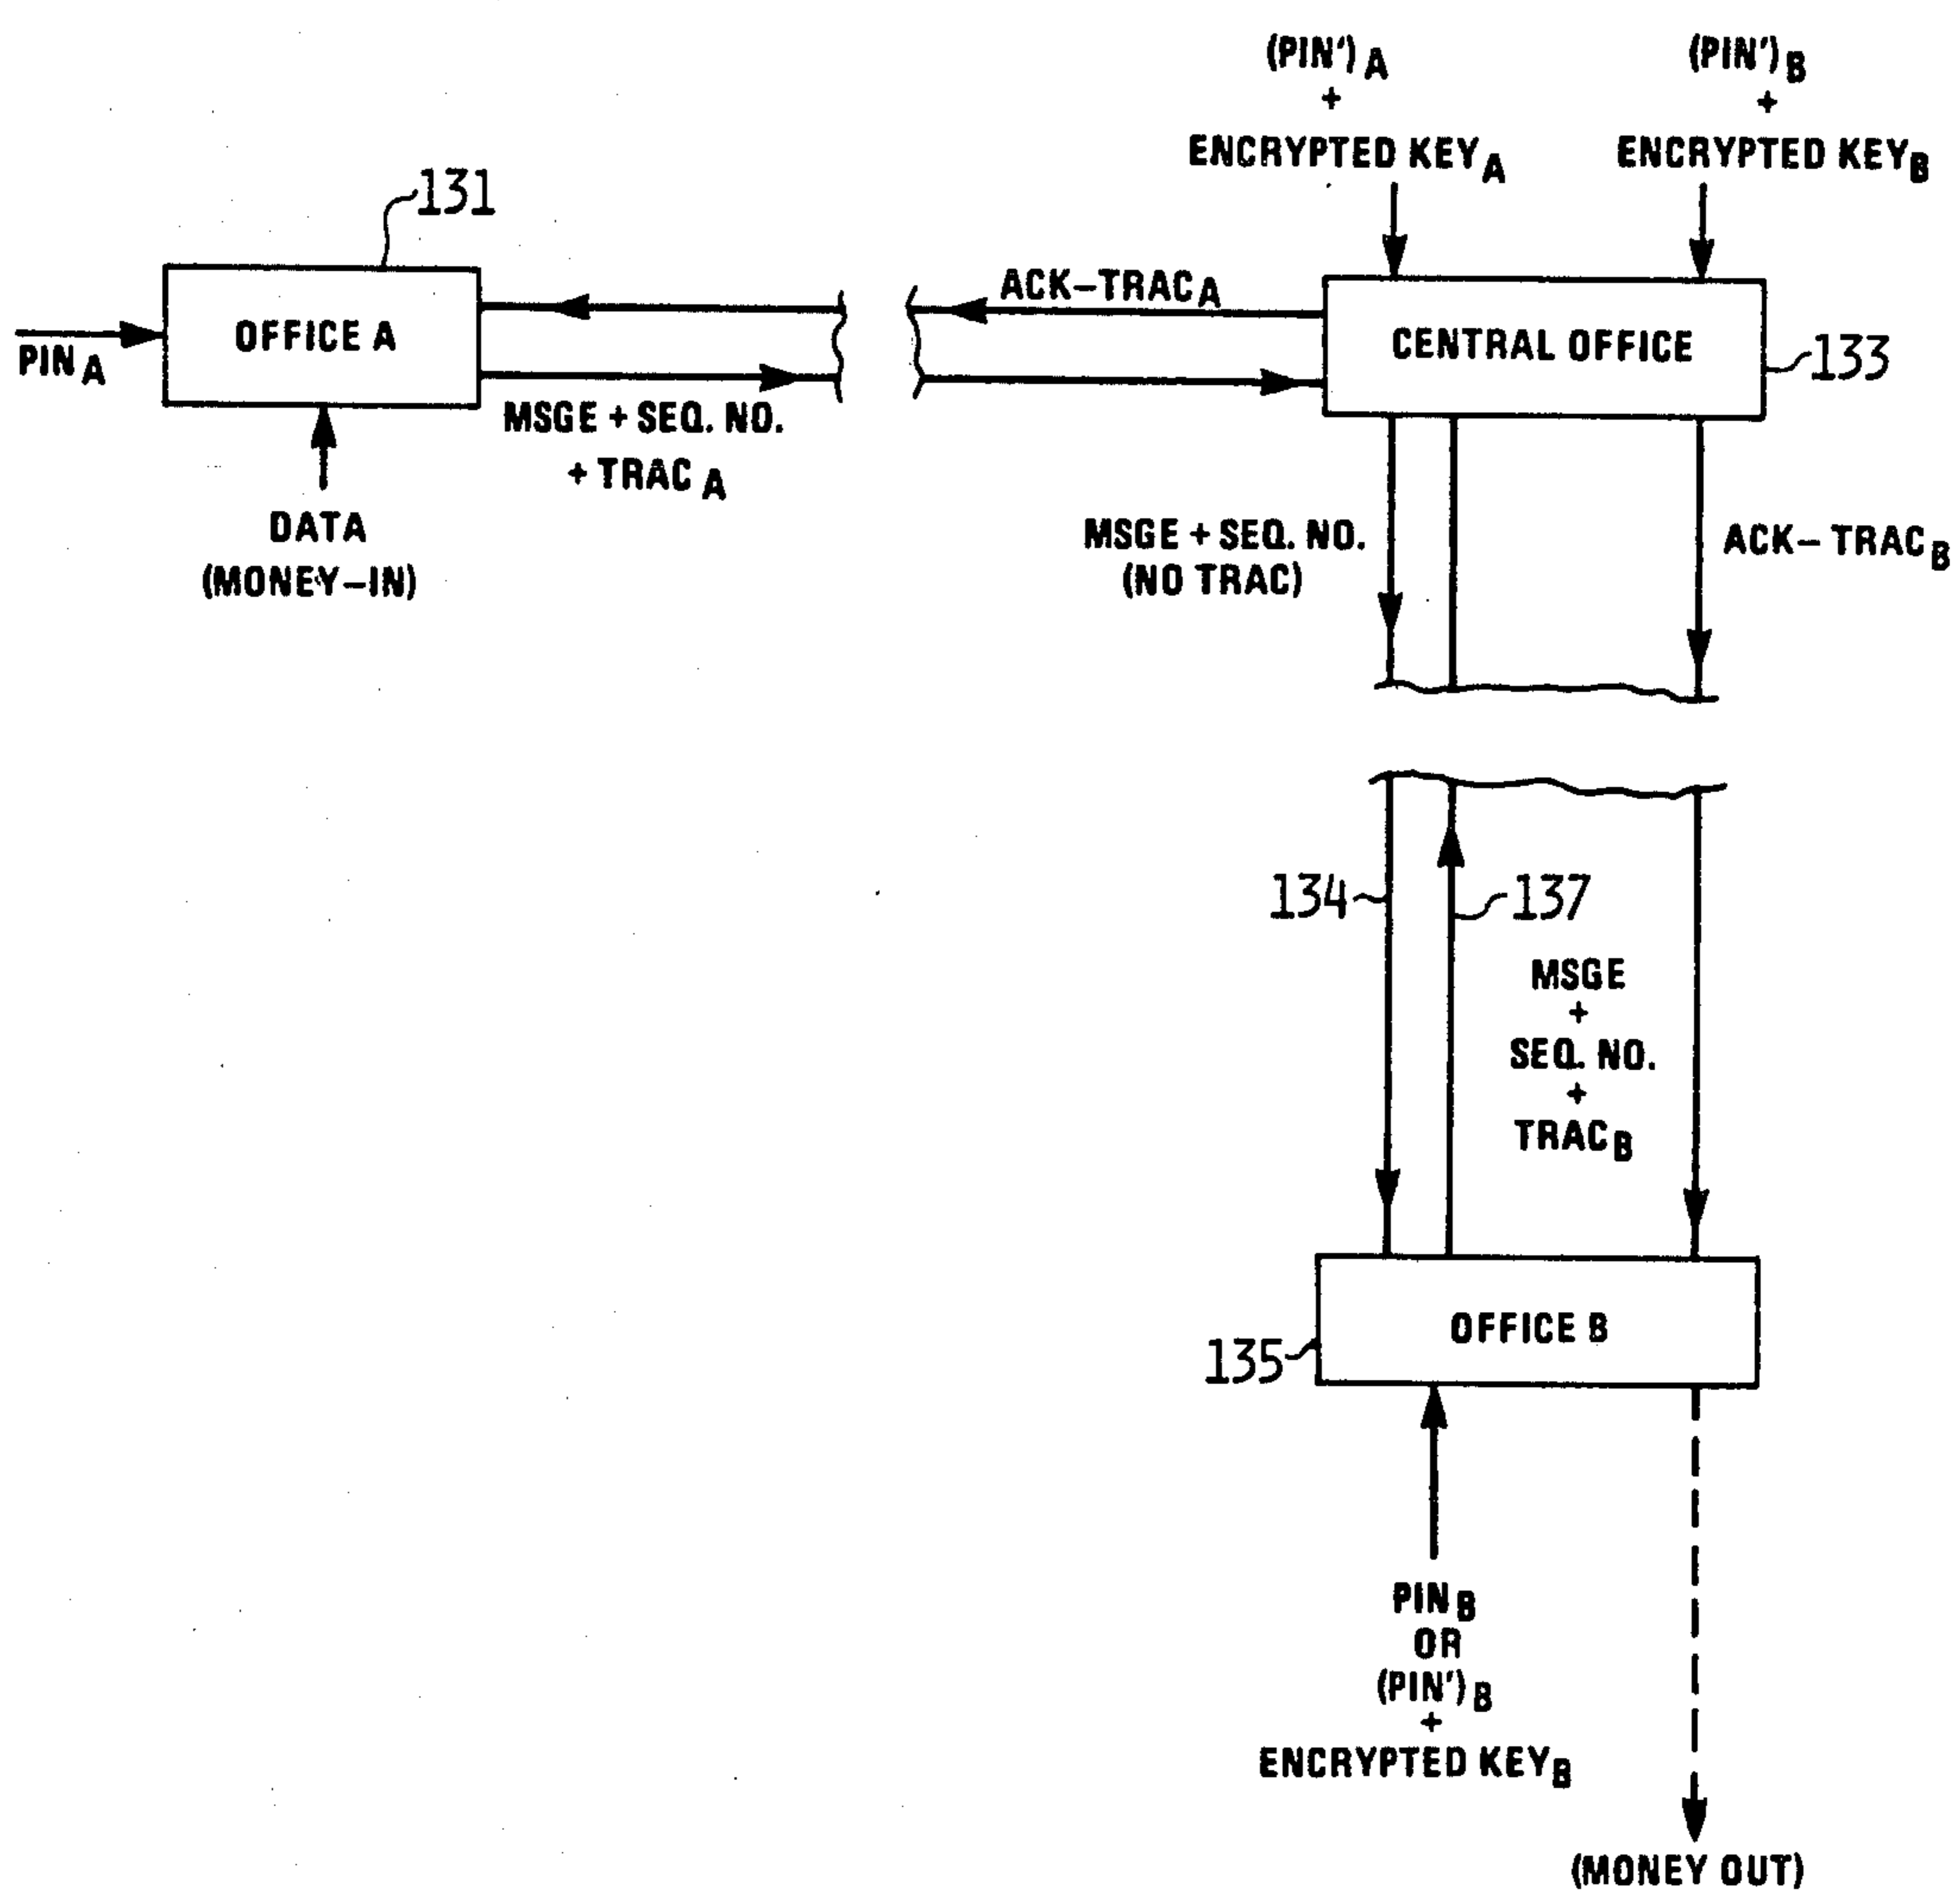 (PIN')A
+
ENCRYPTED KEYA
(PIN')B
+
ENCRYPTED KEYB
131
OFFICE A
PINA
DATA
(MONEY-IN)
MSGE + SEQ. NO.
+ TRAC A
ACK-TRACA
CENTRAL OFFICE
133
MSGE + SEQ. NO.
(NO TRAC)
ACK-TRACB
134
137
MSGE
+
SEQ. NO.
+
TRACB
OFFICE B
135
PINB
OR
(PIN')B
+
ENCRYPTED KEYB
(MONEY OUT)